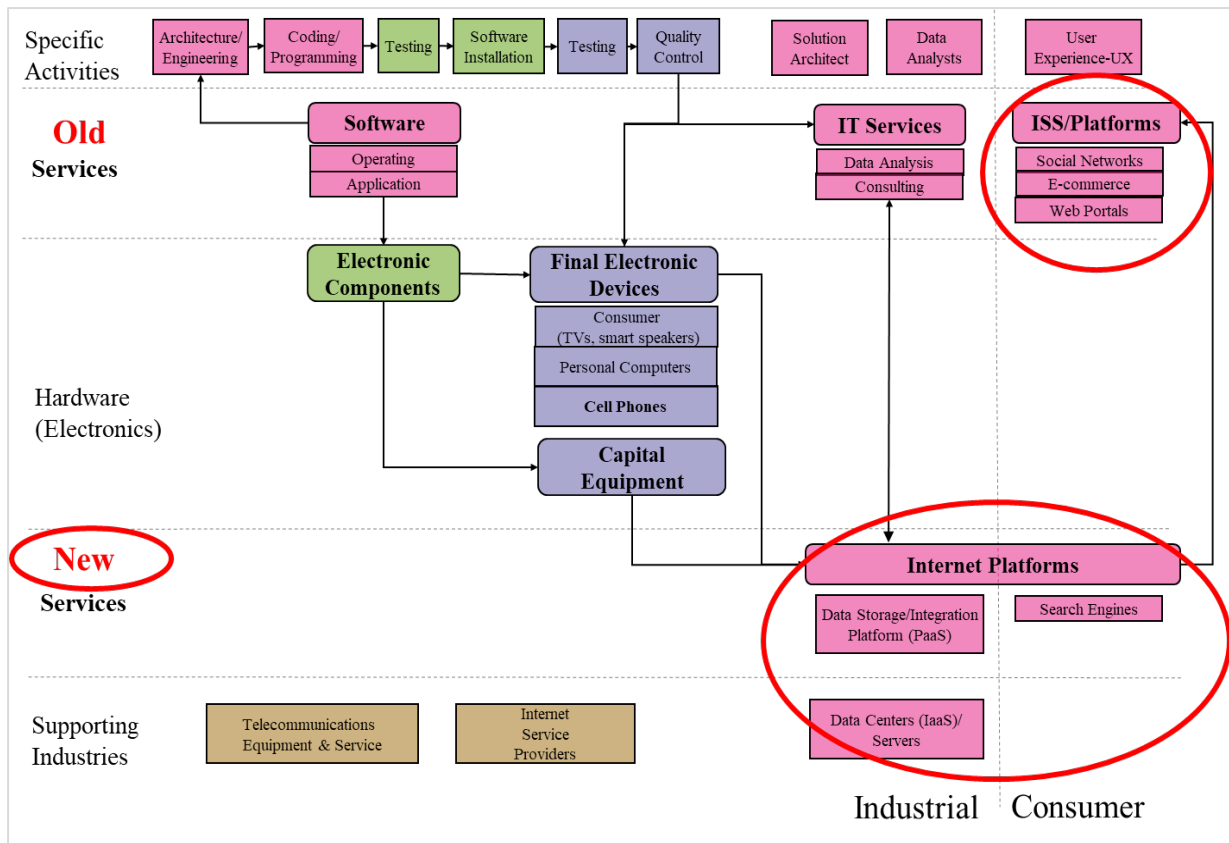 Specific
Activities
Architecture/
Engineering
Coding/
Programming
Testing
Software
Installation
Testing
Quality
Control
Solution
Architect
Data
Analysts
User
Experience-UX
Old
Services
Software
Operating
Application
IT Services
Data Analysis
Consulting
ISS/Platforms
Social Networks
E-commerce
Web Portals
Hardware
(Electronics)
Electronic
Components
Final Electronic
Devices
Consumer
(TVs, smart speakers)
Personal Computers
Cell Phones
Capital
Equipment
New
Services
Internet Platforms
Data Storage/Integration
Platform (PaaS)
Search Engines
Supporting
Industries
Telecommunications
Equipment & Service
Internet
Service
Providers
Data Centers (IaaS)/
Servers
Industrial
Consumer